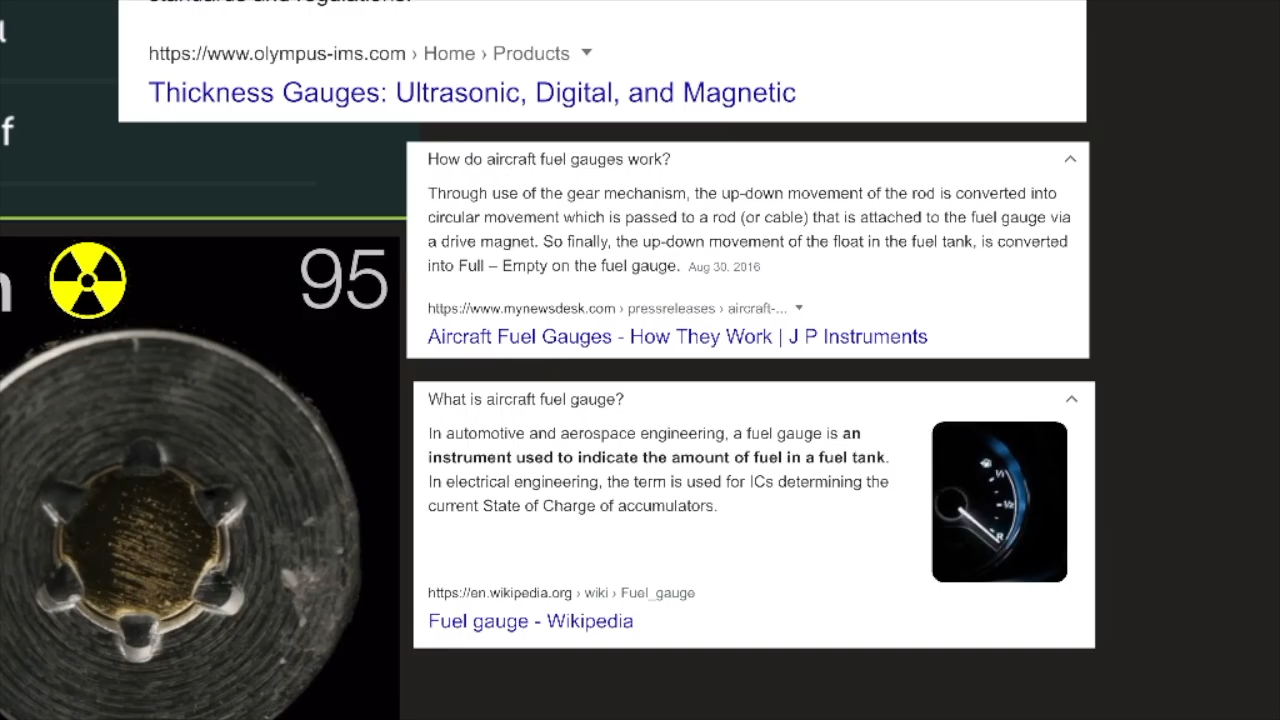 https://www.olympus-ims.com › Home › Products
Thickness Gauges: Ultrasonic, Digital, and Magnetic
f
How do aircraft fuel gauges work?
Through use of the gear mechanism, the up-down movement of the rod is converted into
circular movement which is passed to a rod (or cable) that is attached to the fuel gauge via
a drive magnet. So finally, the up-down movement of the float in the fuel tank, is converted
into Full – Empty on the fuel gauge. Aug 30, 2016
https://www.mynewsdesk.com › pressreleases › aircraft-...
Aircraft Fuel Gauges - How They Work | J P Instruments
95
What is aircraft fuel gauge?
In automotive and aerospace engineering, a fuel gauge is an
instrument used to indicate the amount of fuel in a fuel tank.
In electrical engineering, the term is used for ICs determining the
current State of Charge of accumulators.
1/1
1/2
R
https://en.wikipedia.org › wiki › Fuel_gauge
Fuel gauge - Wikipedia